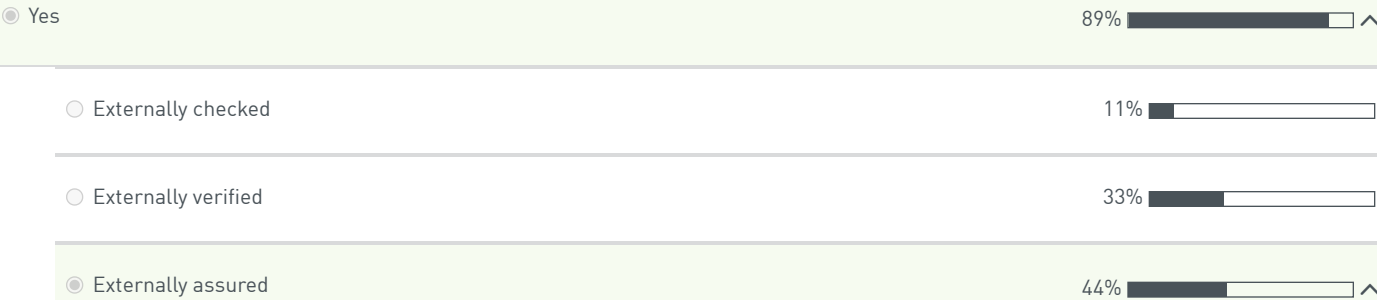 Yes 89%
Externally checked 11%
Externally verified 33%
Externally assured 44%